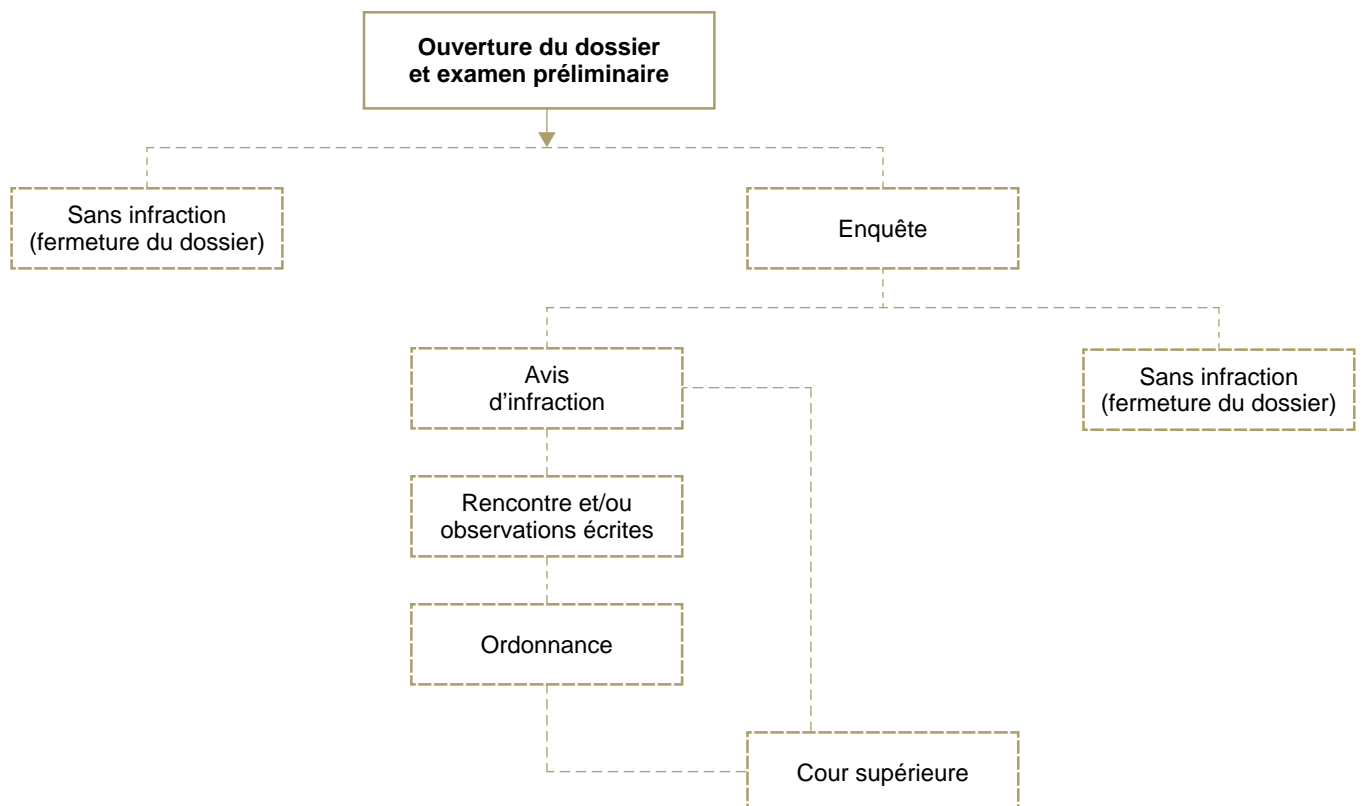 Ouverture du dossier
et examen préliminaire
Sans infraction
(fermeture du dossier)
Enquête
Avis
d’infraction
Sans infraction
(fermeture du dossier)
Rencontre et/ou
observations écrites
Ordonnance
Cour supérieure